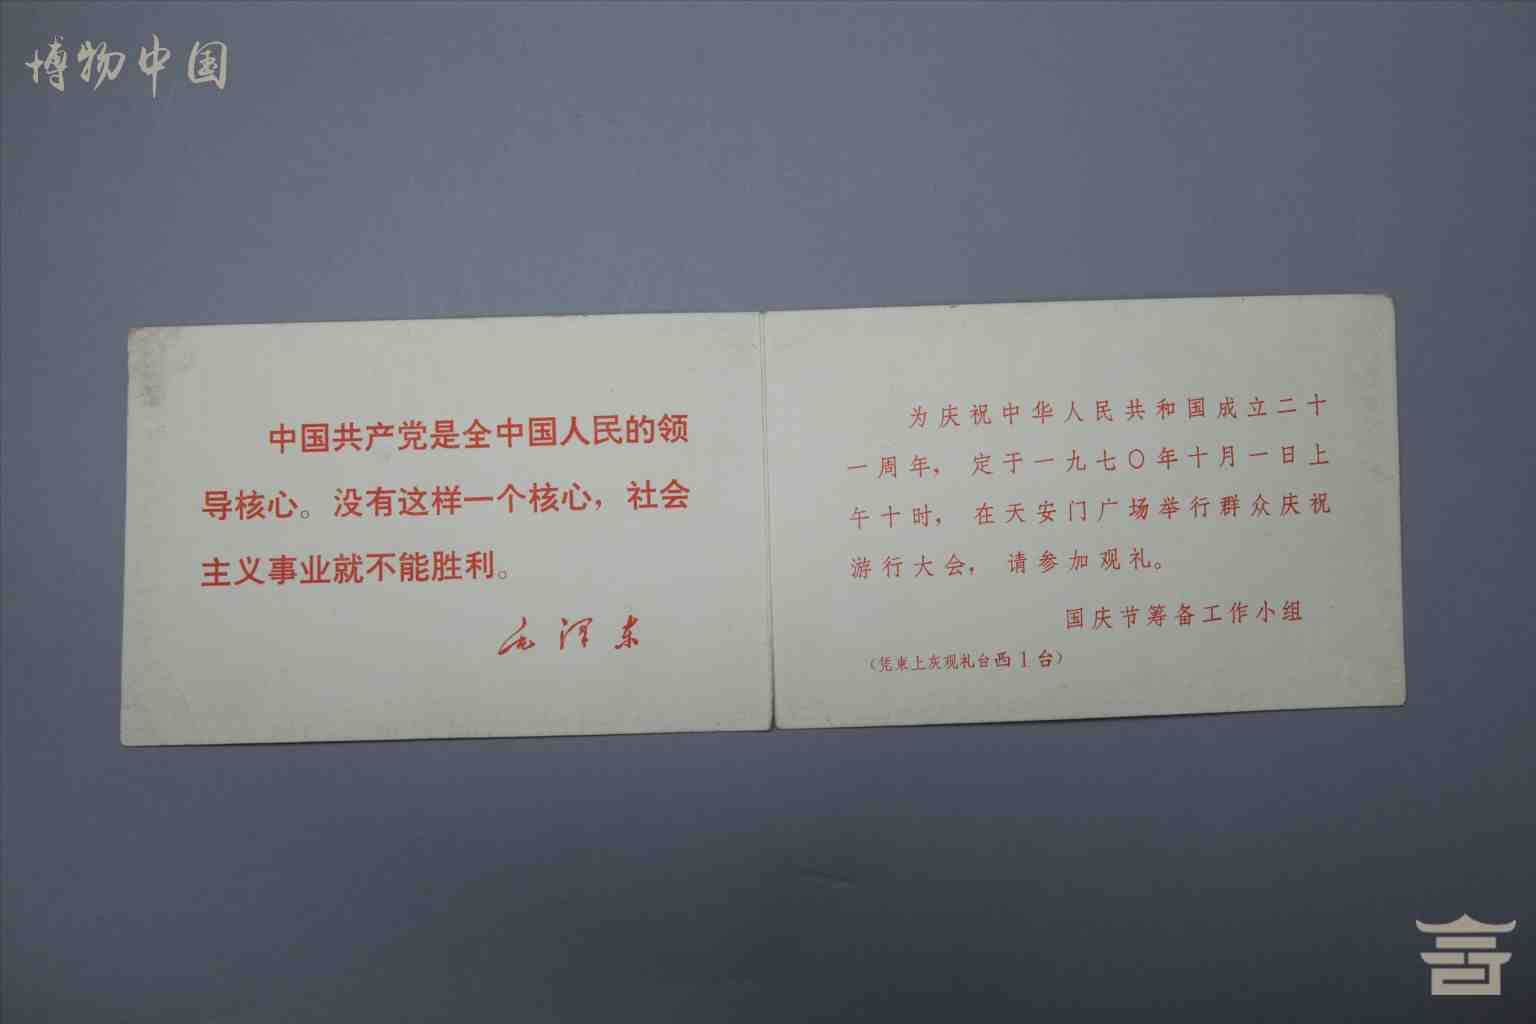 博物中国
中国共产党是全中国人民的领
导核心。没有这样一个核心，社会
主义事业就不能胜利。
毛泽东
为庆祝中华人民共和国成立二十
一周年，定于一九七〇年十月一日上
午十时，在天安门广场举行群众庆祝
游行大会，请参加观礼。
国庆节筹备工作小组
（凭柬上灰观礼台西1台）